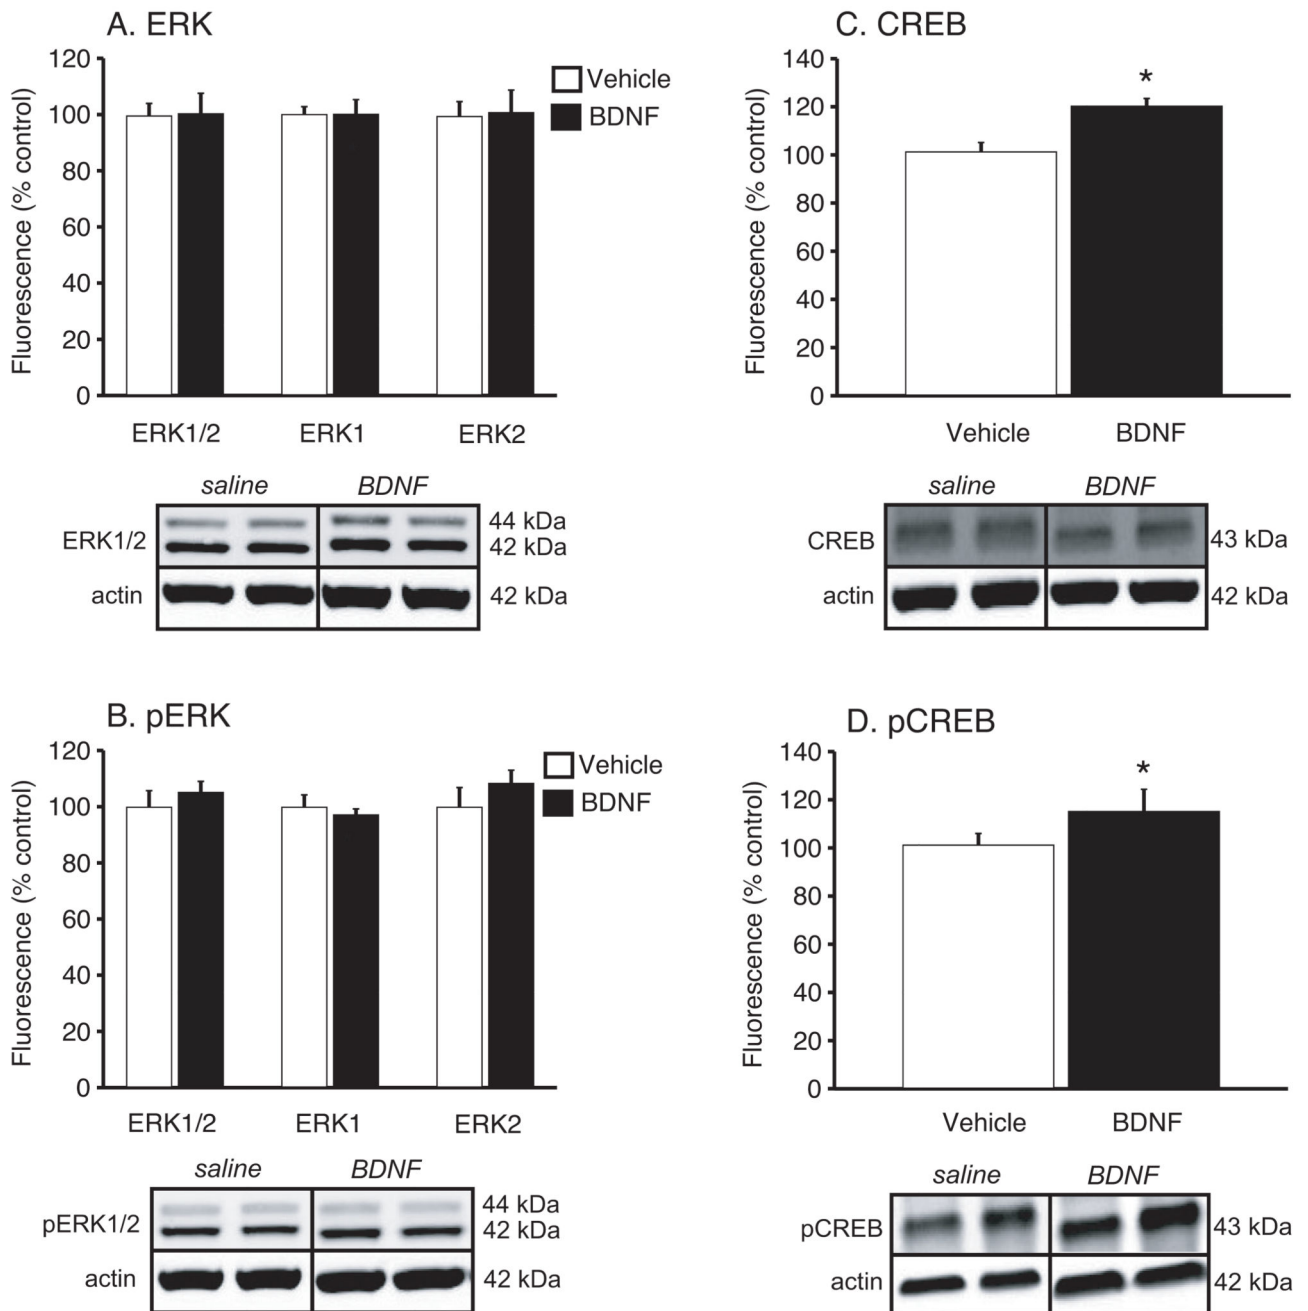 A. ERK
Fluorescence (% control)
120
100
80
60
40
20
0
Vehicle
BDNF
ERK1/2 ERK1 ERK2
saline BDNF
ERK1/2
44 kDa
42 kDa
actin
42 kDa
C. CREB
Fluorescence (% control)
140
120
100
80
60
40
20
0
*
Vehicle BDNF
saline BDNF
CREB
43 kDa
actin
42 kDa
B. pERK
Fluorescence (% control)
120
100
80
60
40
20
0
Vehicle
BDNF
ERK1/2 ERK1 ERK2
saline BDNF
pERK1/2
44 kDa
42 kDa
actin
42 kDa
D. pCREB
Fluorescence (% control)
140
120
100
80
60
40
20
0
*
Vehicle BDNF
saline BDNF
pCREB
43 kDa
actin
42 kDa